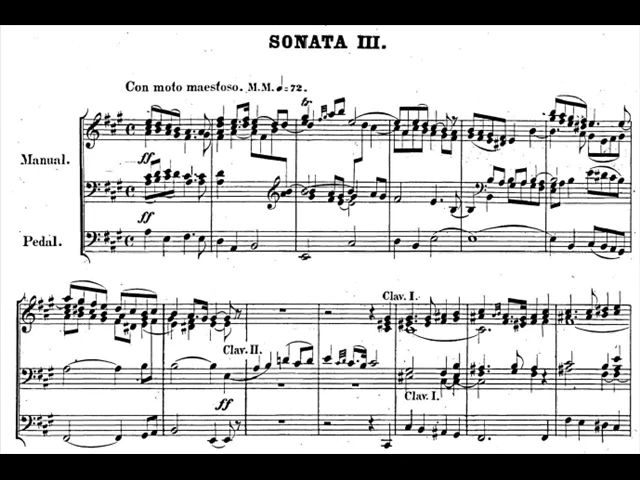 SONATA III.
Con moto maestoso. M.M. ♩=72.
Manual.
ff
ff
Pedal.
Clav. I.
Clav. II.
ff
Clav. I.